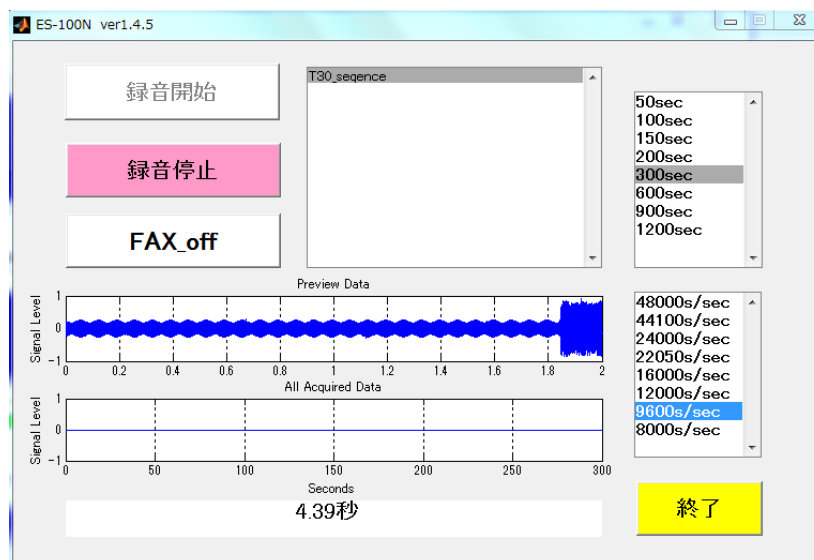 ES-100N ver1.4.5
録音開始
録音停止
FAX_off
T30_seqence
50sec
100sec
150sec
200sec
300sec
600sec
900sec
1200sec
48000s/sec
44100s/sec
24000s/sec
22050s/sec
16000s/sec
12000s/sec
9600s/sec
8000s/sec
Preview Data
Signal Level
1
0
-1
0 0.2 0.4 0.6 0.8 1 1.2 1.4 1.6 1.8 2
All Acquired Data
Signal Level
1
0
-1
0 50 100 150 200 250 300
Seconds
4.39秒
終了